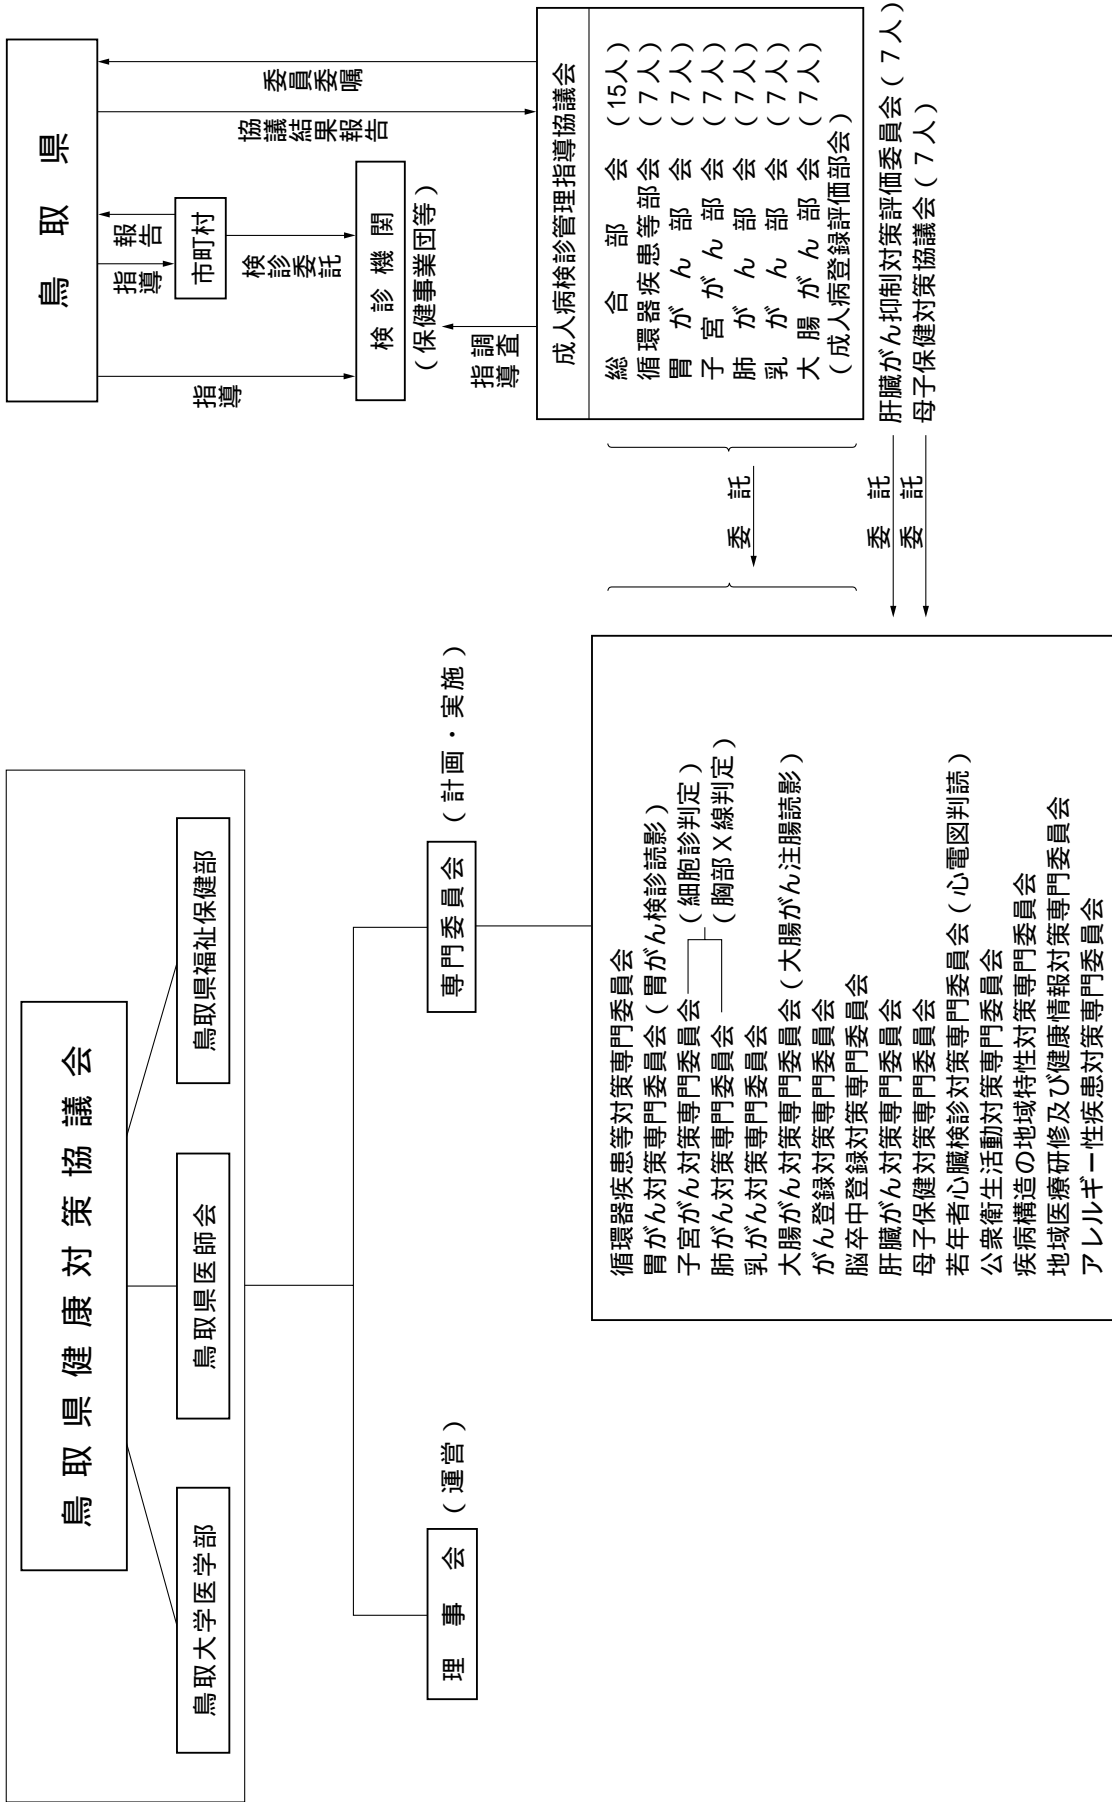 鳥取県健康対策協議会
鳥取大学医学部
鳥取県医師会
鳥取県福祉保健部
理事会
（運営）
専門委員会
（計画・実施）
循環器疾患等対策専門委員会
胃がん対策専門委員会（胃がん検診読影）
子宮がん対策専門委員会
（細胞診判定）
肺がん対策専門委員会
（胸部Ｘ線判定）
乳がん対策専門委員会
大腸がん対策専門委員会（大腸がん注腸読影）
がん登録対策専門委員会
脳卒中登録対策専門委員会
肝臓がん対策専門委員会
母子保健対策専門委員会
若年者心臓検診対策専門委員会（心電図判読）
公衆衛生活動対策専門委員会
疾病構造の地域特性対策専門委員会
地域医療研修及び健康情報対策専門委員会
アレルギー性疾患対策専門委員会
鳥取県
指導
指導
報告
協議結果報告
委員委嘱
市町村
検診委託
検診機関
（保健事業団等）
指導
調査
成人病検診管理指導協議会
総合部会（15人）
循環器疾患等部会（７人）
胃がん部会（７人）
子宮がん部会（７人）
肺がん部会（７人）
乳がん部会（７人）
大腸がん部会（７人）
（成人病登録評価部会）
肝臓がん抑制対策評価委員会（７人）
母子保健対策協議会（７人）
委託
委託
委託